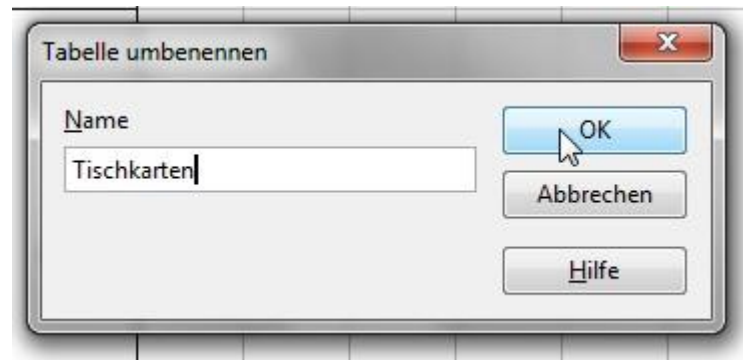 Tabelle umbenennen
Name
OK
Tischkarten
Abbrechen
Hilfe